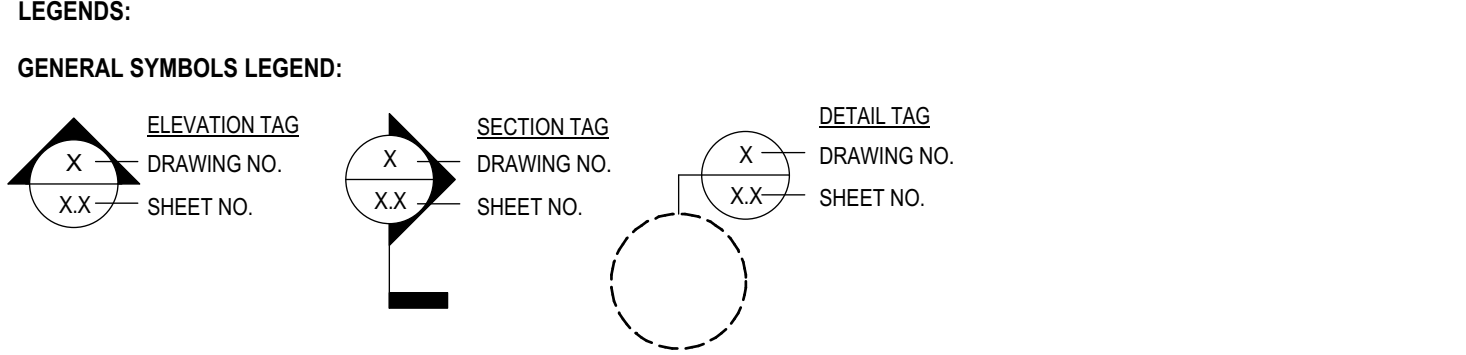 LEGENDS:
GENERAL SYMBOLS LEGEND:
ELEVATION TAG
X DRAWING NO.
X.X SHEET NO.
SECTION TAG
X DRAWING NO.
X.X SHEET NO.
DETAIL TAG
X DRAWING NO.
X.X SHEET NO.